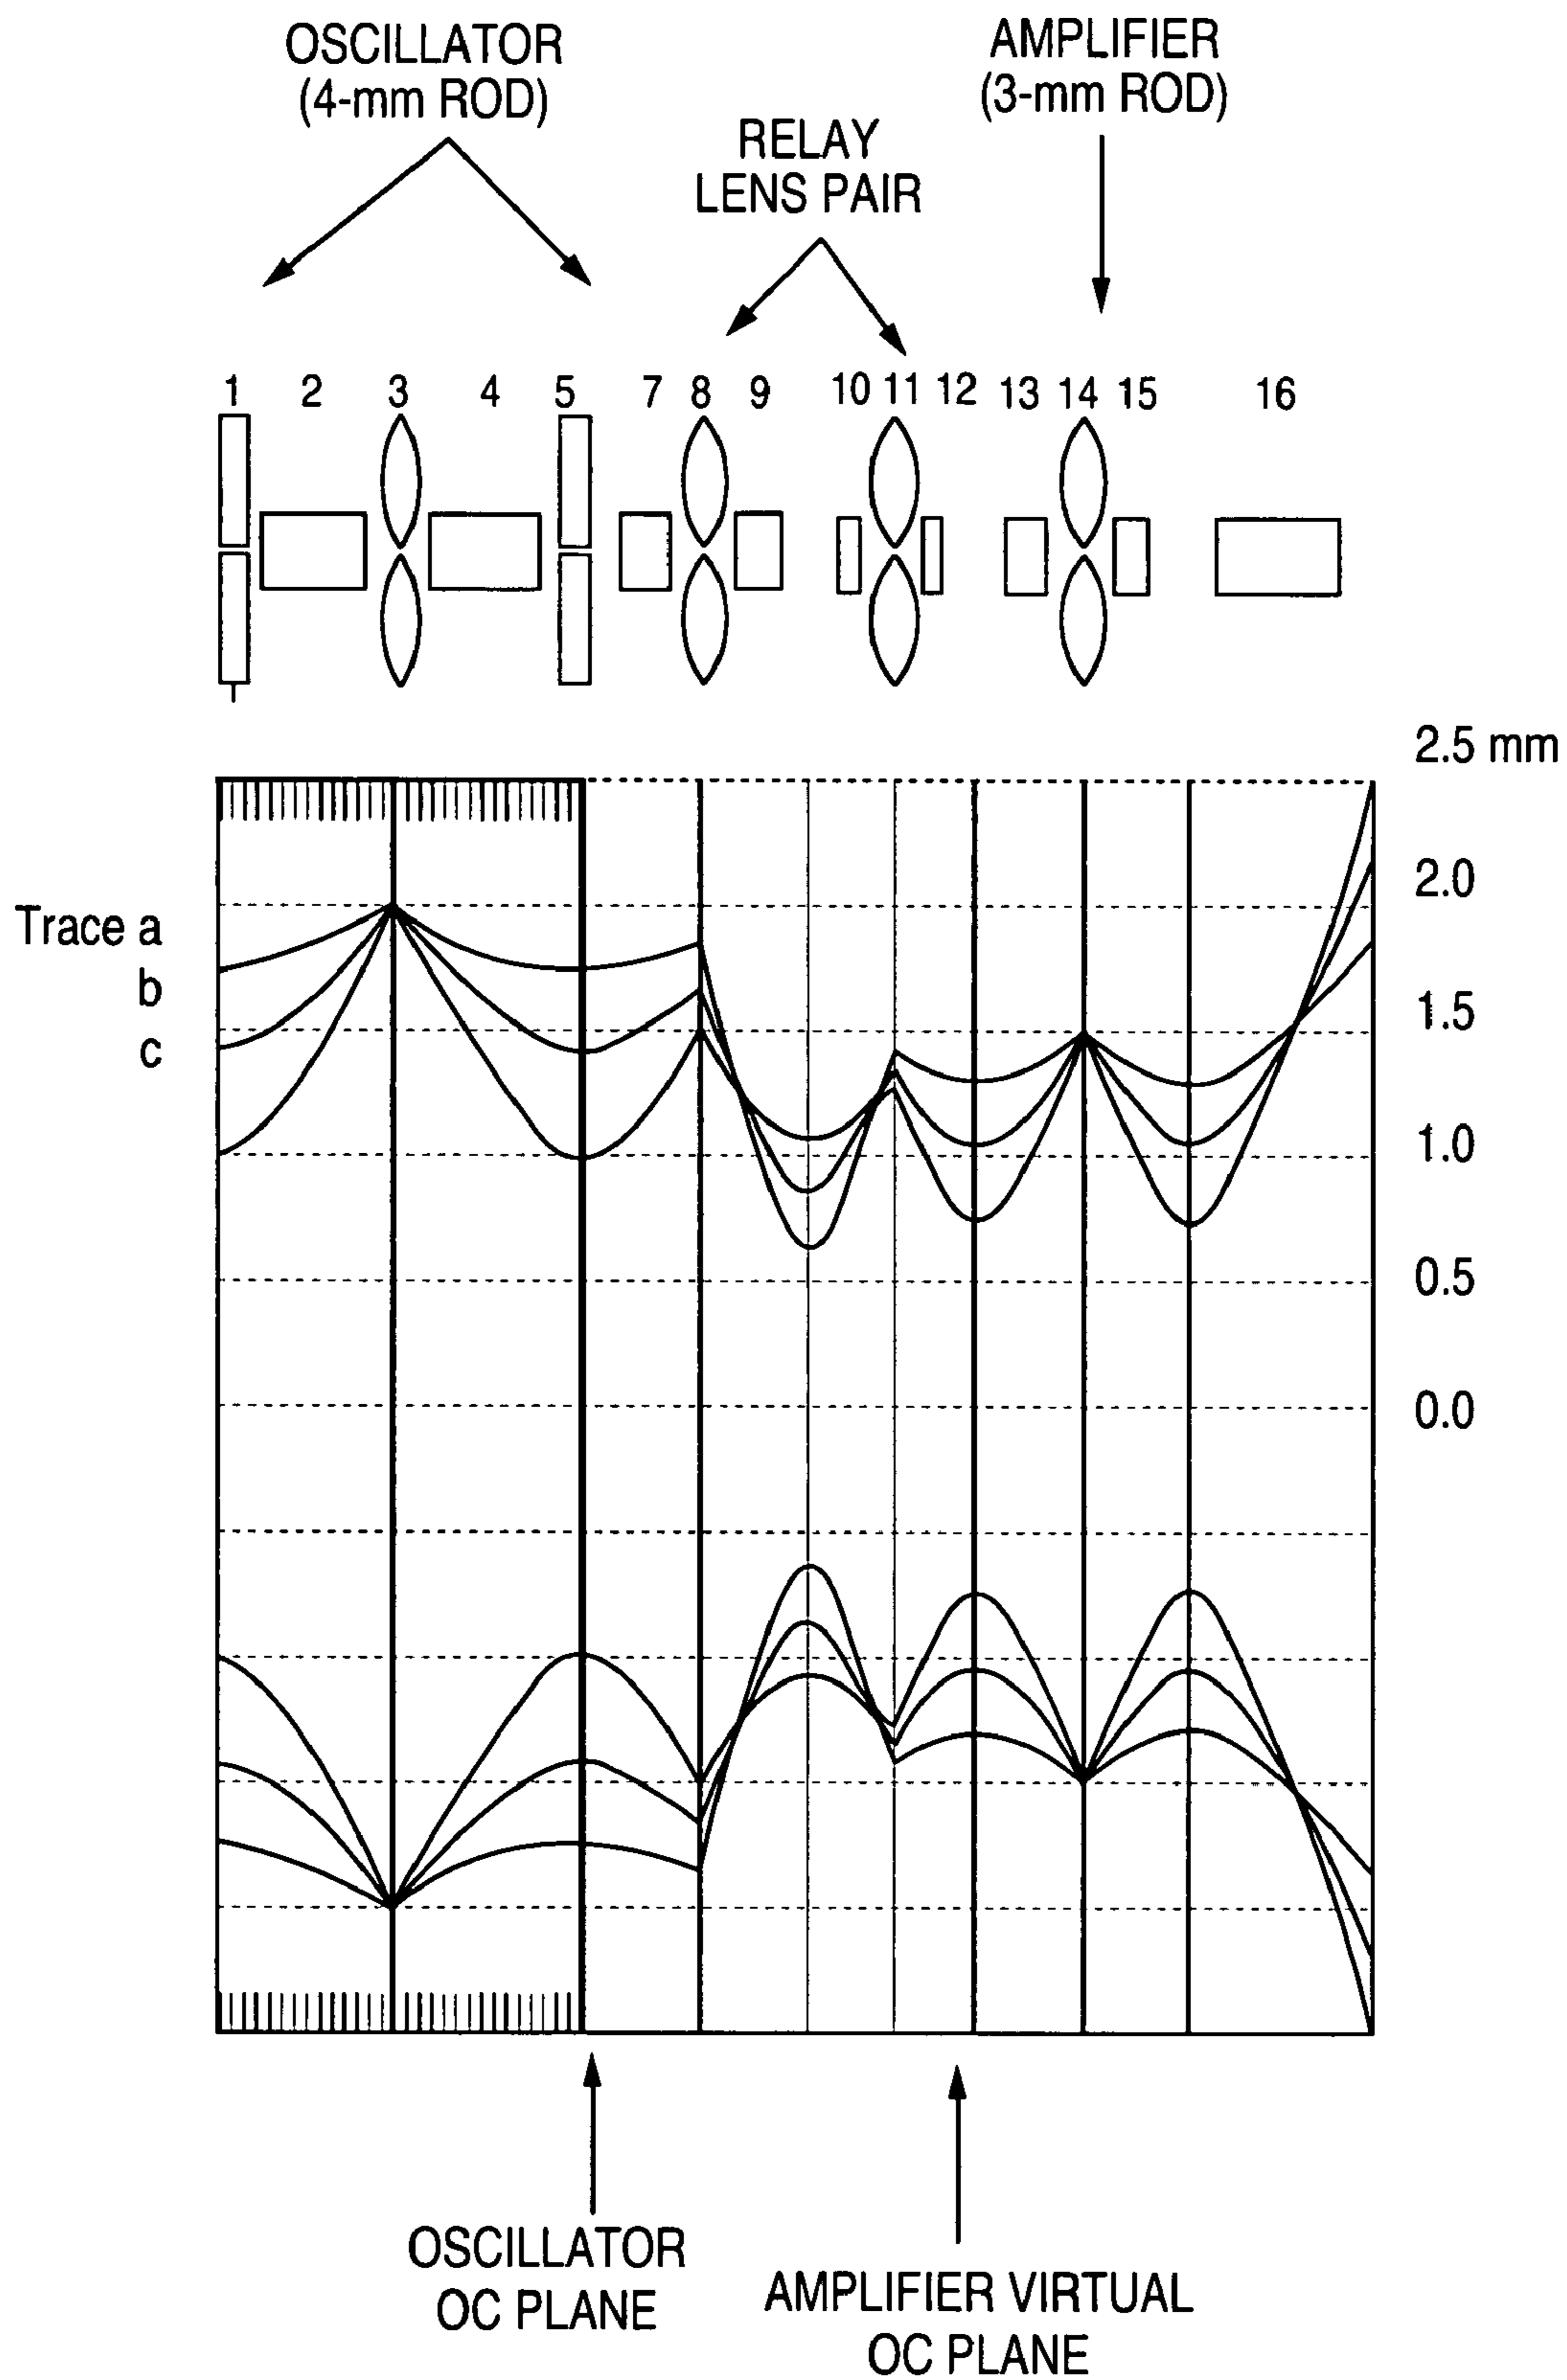 OSCILLATOR
(4-mm ROD)
AMPLIFIER
(3-mm ROD)
RELAY
LENS PAIR
1 2 3 4 5 7 8 9 10 11 12 13 14 15 16
2.5 mm
2.0
Trace a
b
1.5
c
1.0
0.5
0.0
OSCILLATOR
OC PLANE
AMPLIFIER VIRTUAL
OC PLANE